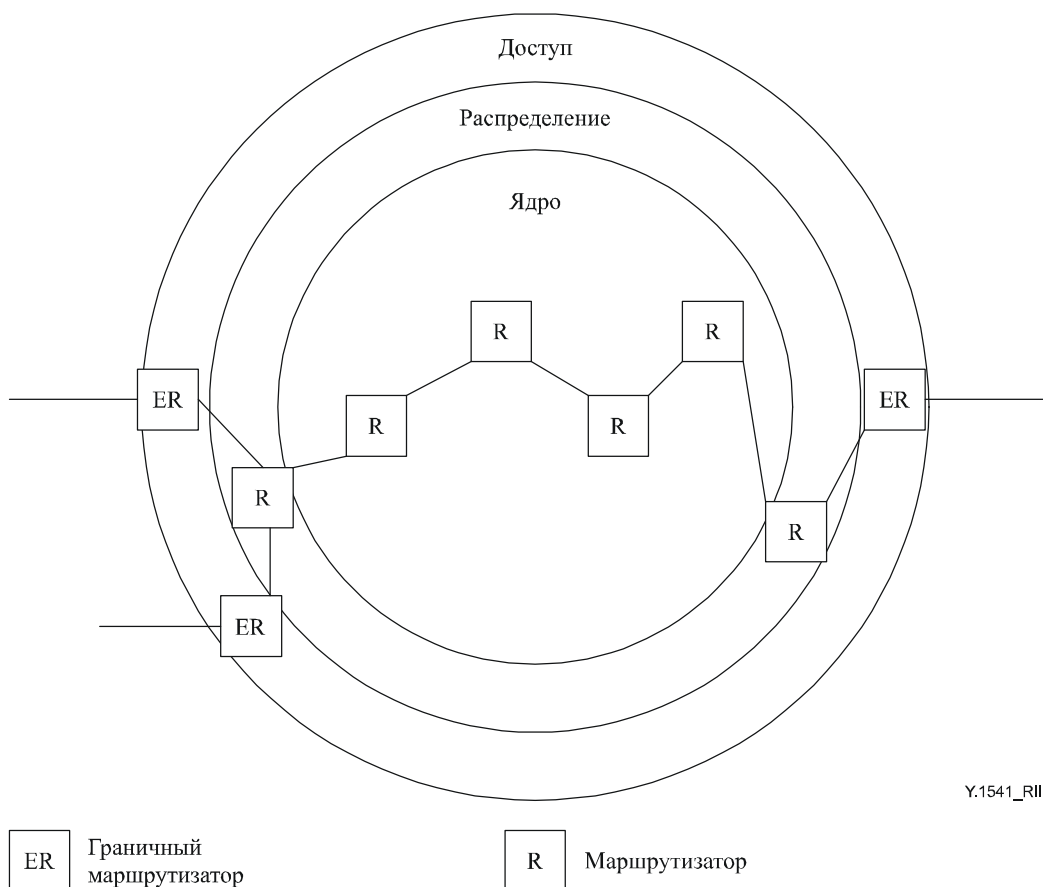 Доступ
Распределение
Ядро
R
R
ER
ER
R
R
R
R
ER
Y.1541_RII
ER
Граничный
маршрутизатор
R
Маршрутизатор